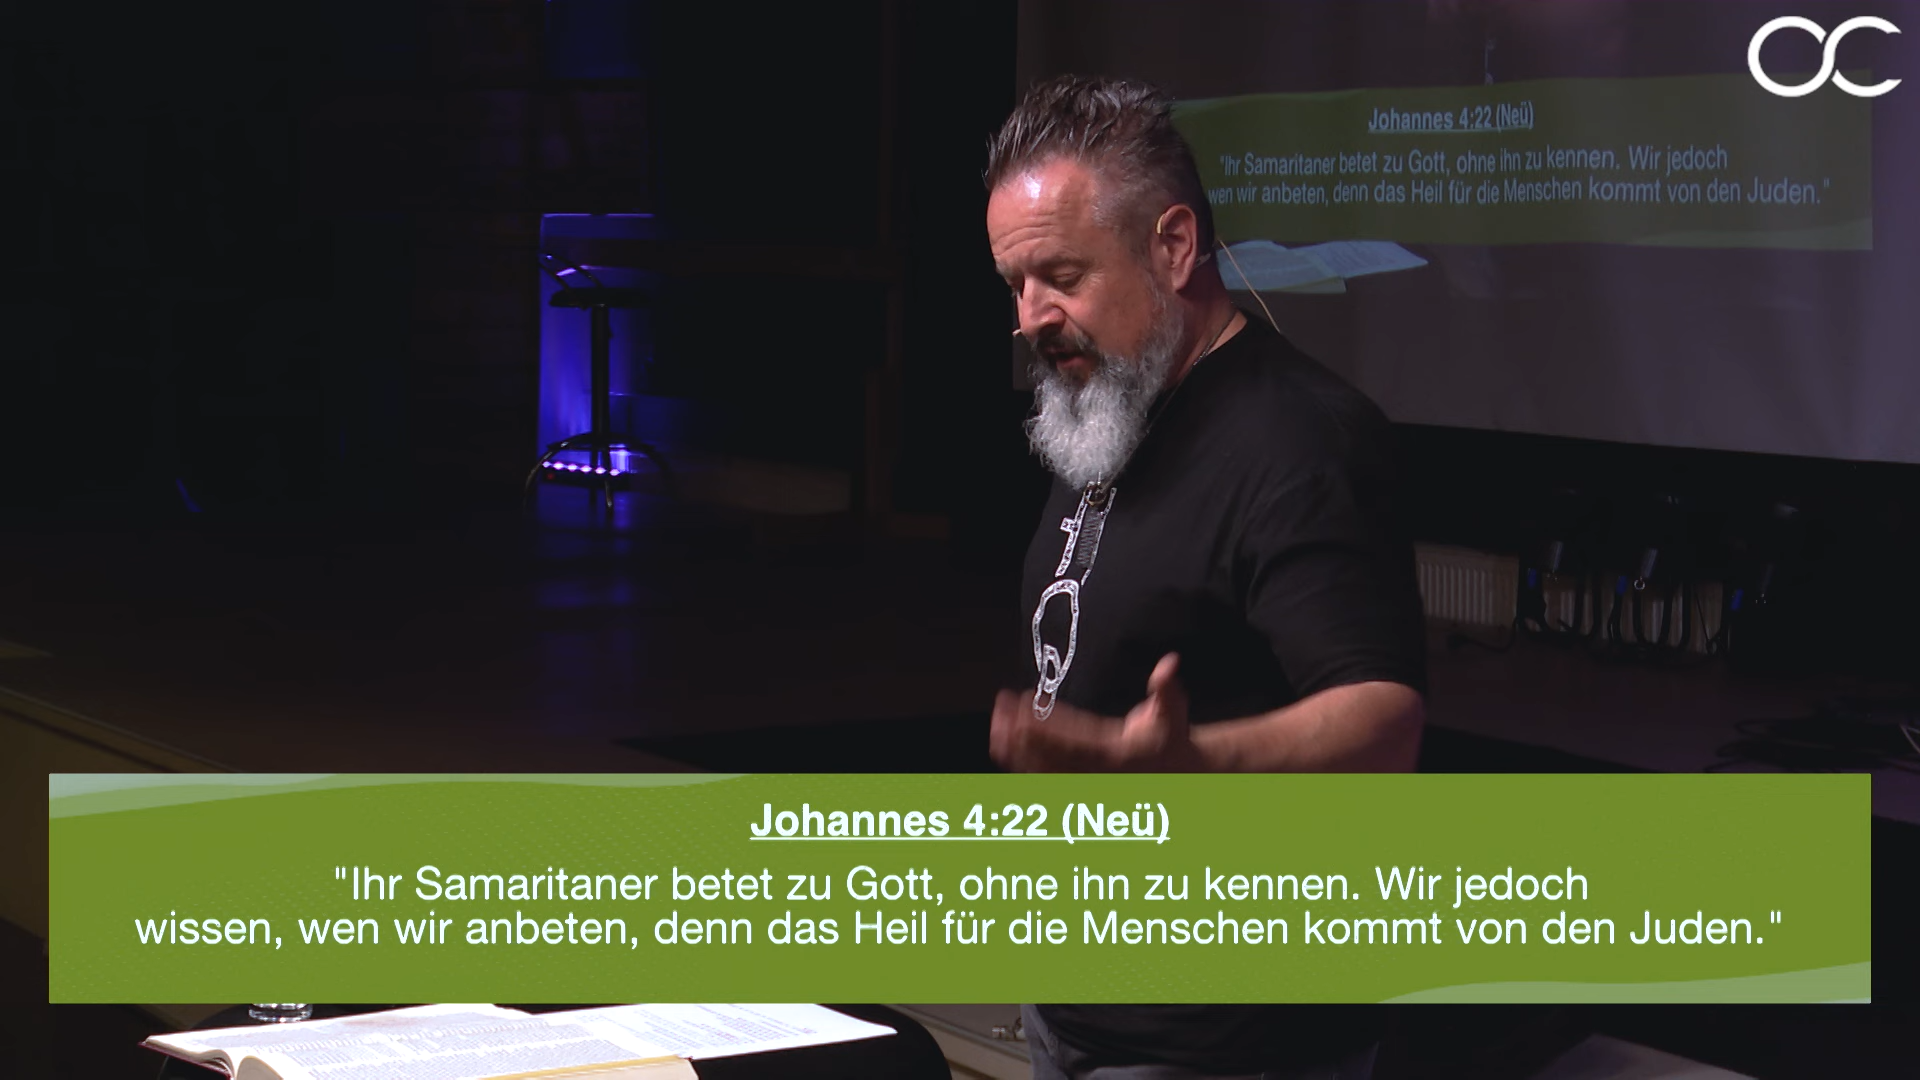 OC
Johannes 4:22 (Neü)
"Ihr Samaritaner betet zu Gott, ohne ihn zu kennen. Wir jedoch
wen wir anbeten, denn das Heil für die Menschen kommt von den Juden."
Johannes 4:22 (Neü)
"Ihr Samaritaner betet zu Gott, ohne ihn zu kennen. Wir jedoch
wissen, wen wir anbeten, denn das Heil für die Menschen kommt von den Juden."